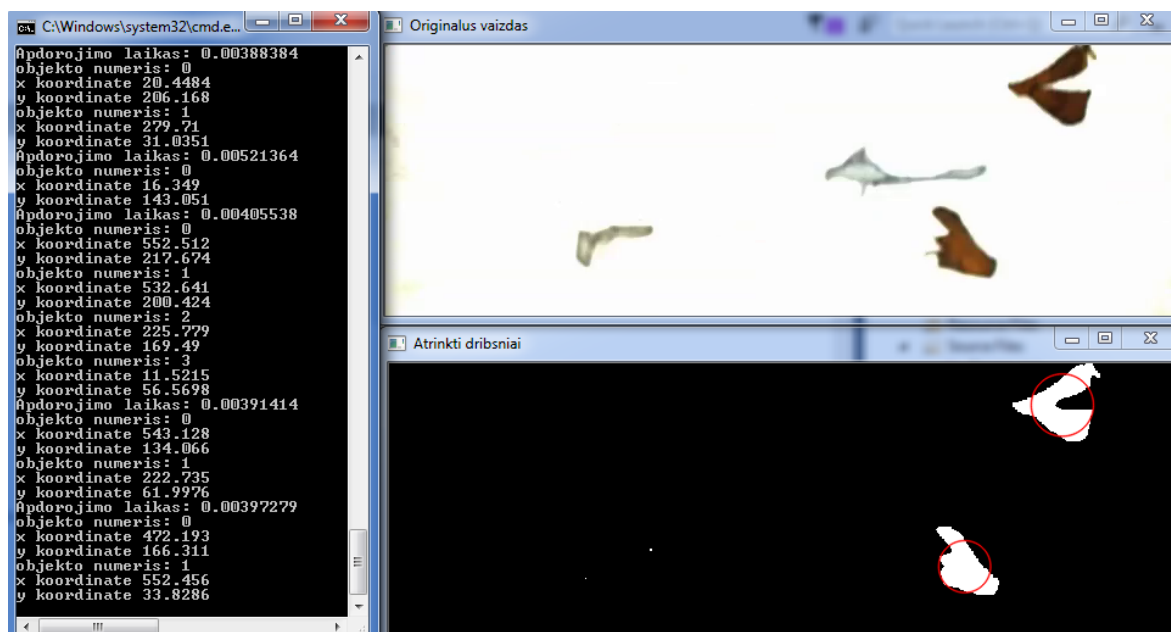 C:\Windows\system32\cmd.e...
Apdorojimo laikas: 0.00388384
objekto numeris: 0
x koordinate 20.4484
y koordinate 206.168
objekto numeris: 1
x koordinate 279.71
y koordinate 31.0351
Apdorojimo laikas: 0.00521364
objekto numeris: 0
x koordinate 16.349
y koordinate 143.051
Apdorojimo laikas: 0.00405538
objekto numeris: 0
x koordinate 552.512
y koordinate 217.674
objekto numeris: 1
x koordinate 532.641
y koordinate 200.424
objekto numeris: 2
x koordinate 225.779
y koordinate 169.49
objekto numeris: 3
x koordinate 11.5215
y koordinate 56.5698
Apdorojimo laikas: 0.00391414
objekto numeris: 0
x koordinate 543.128
y koordinate 134.066
objekto numeris: 1
x koordinate 222.735
y koordinate 61.9976
Apdorojimo laikas: 0.00397279
objekto numeris: 0
x koordinate 472.193
y koordinate 166.311
objekto numeris: 1
x koordinate 552.456
y koordinate 33.8286
Originalus vaizdas
Atrinkti dribsniai